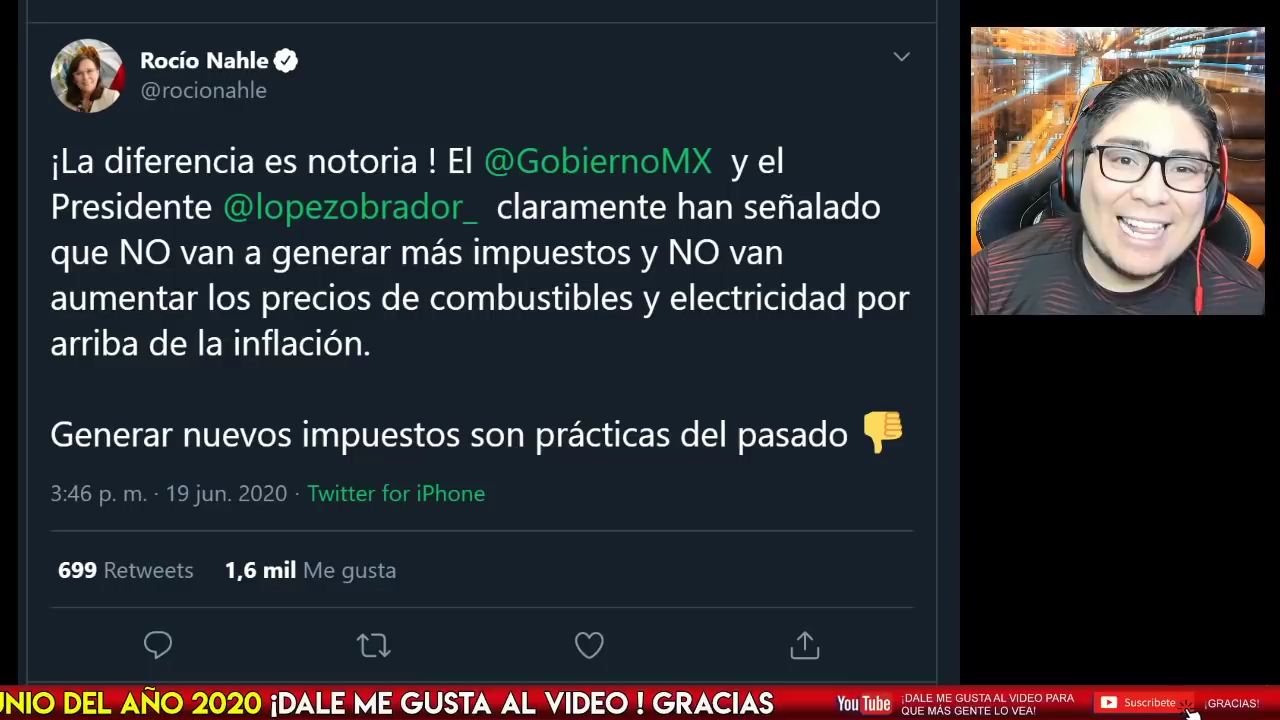 Rocío Nahle
@rocionahle
¡La diferencia es notoria ! El @GobiernoMX y el
Presidente @lopezobrador_ claramente han señalado
que NO van a generar más impuestos y NO van
aumentar los precios de combustibles y electricidad por
arriba de la inflación.
Generar nuevos impuestos son prácticas del pasado 👎
3:46 p. m. · 19 jun. 2020 · Twitter for iPhone
699 Retweets 1,6 mil Me gusta
UNIO DEL AÑO 2020 ¡DALE ME GUSTA AL VIDEO ! GRACIAS
YouTube
¡DALE ME GUSTA AL VIDEO PARA
QUE MÁS GENTE LO VEA!
Suscribete
¡GRACIAS!